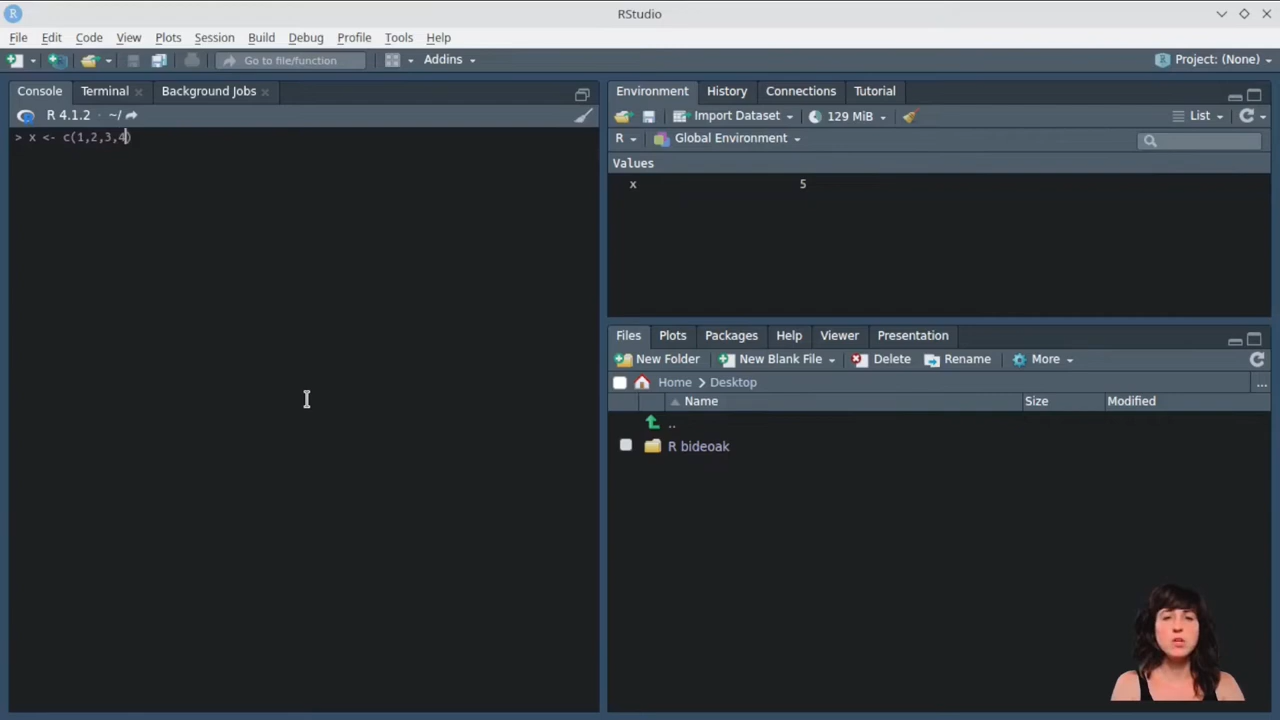 RStudio
File Edit Code View Plots Session Build Debug Profile Tools Help
Go to file/function Addins Project: (None)
Console Terminal Background Jobs
R 4.1.2 · ~/
> x <- c(1,2,3,4)
Environment History Connections Tutorial
Import Dataset 129 MiB List
R Global Environment
Values
x 5
Files Plots Packages Help Viewer Presentation
New Folder New Blank File Delete Rename More
Home Desktop ...
Name Size Modified
..
R bideoak